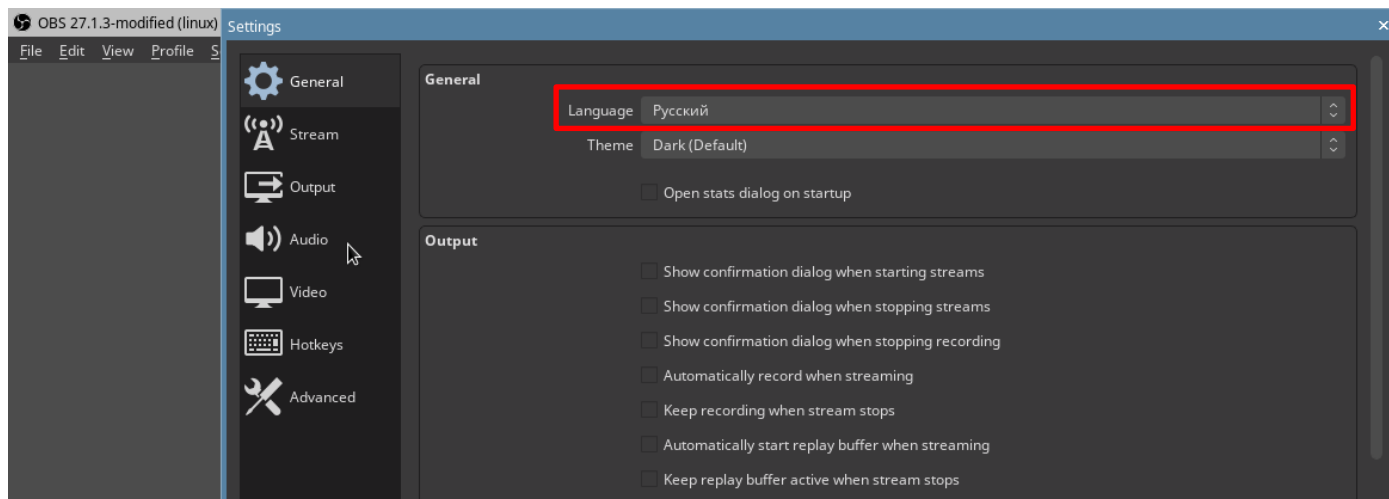 OBS 27.1.3-modified (linux)
Settings
File Edit View Profile S
General
Stream
Output
Audio
Video
Hotkeys
Advanced
General
Language Русский
Theme Dark (Default)
Open stats dialog on startup
Output
Show confirmation dialog when starting streams
Show confirmation dialog when stopping streams
Show confirmation dialog when stopping recording
Automatically record when streaming
Keep recording when stream stops
Automatically start replay buffer when streaming
Keep replay buffer active when stream stops